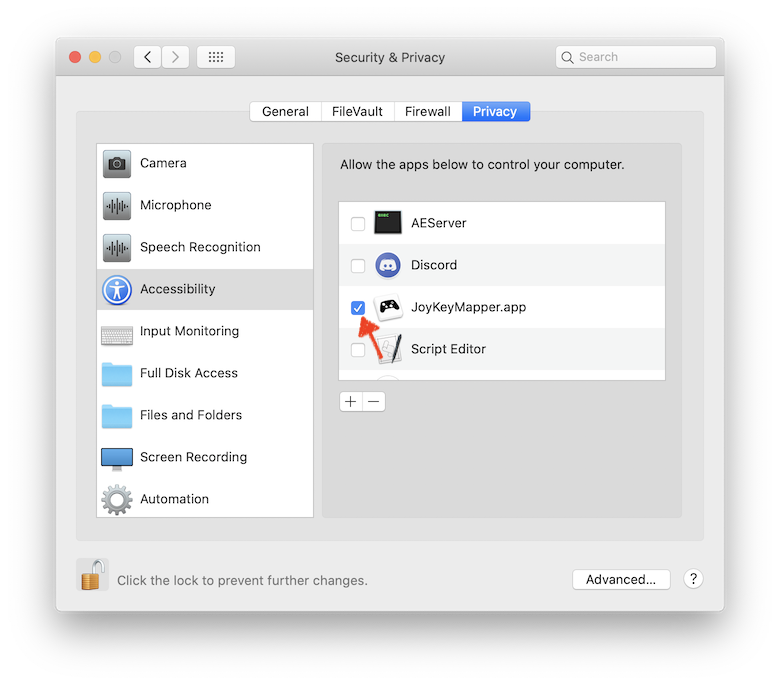 Security & Privacy
Search
General
FileVault
Firewall
Privacy
Camera
Microphone
Speech Recognition
Accessibility
Input Monitoring
Full Disk Access
Files and Folders
Screen Recording
Automation
Allow the apps below to control your computer.
exec
AEServer
Discord
JoyKeyMapper.app
Script Editor
Click the lock to prevent further changes.
Advanced...
?